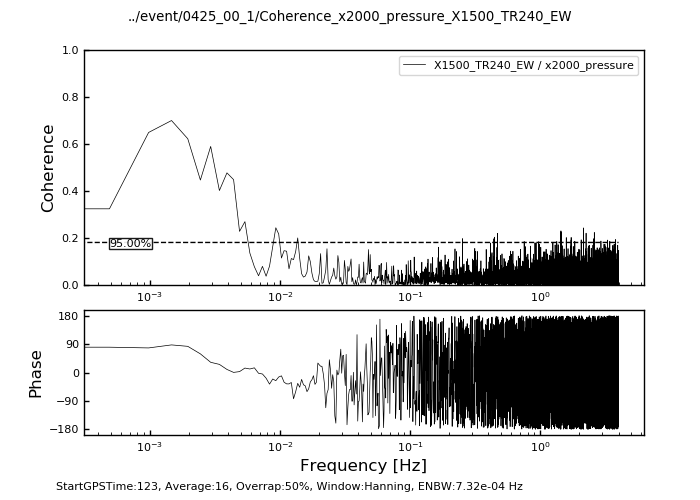 ../event/0425_00_1/Coherence_x2000_pressure_X1500_TR240_EW
1.0
X1500_TR240_EW / x2000_pressure
0.8
0.6
Coherence
0.4
0.2
95.00%
0.0
10⁻³ 10⁻² 10⁻¹ 10⁰
180
90
Phase
0
−90
−180
10⁻³ 10⁻² 10⁻¹ 10⁰
Frequency [Hz]
StartGPSTime:123, Average:16, Overrap:50%, Window:Hanning, ENBW:7.32e-04 Hz